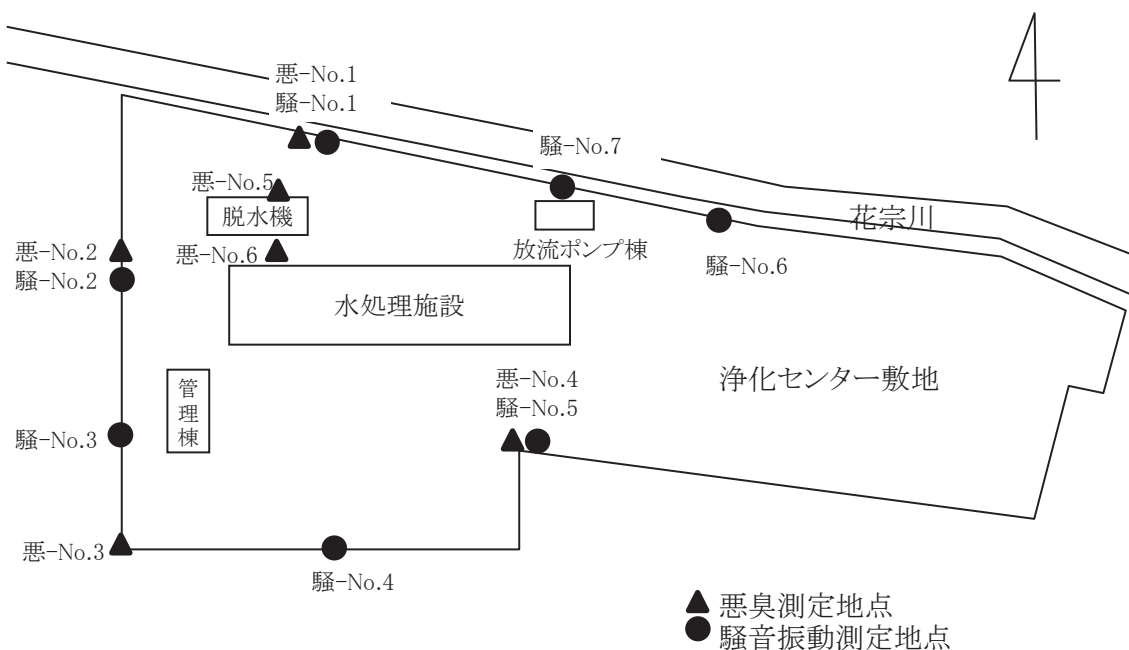 悪-No.1
騒-No.1
騒-No.7
悪-No.5
脱水機
花宗川
悪-No.2
悪-No.6
放流ポンプ棟
騒-No.2
騒-No.6
水処理施設
管理棟
悪-No.4
浄化センター敷地
騒-No.5
騒-No.3
悪-No.3
騒-No.4
悪臭測定地点
騒音振動測定地点